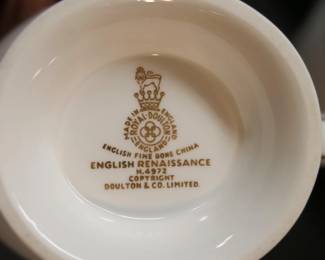 MADE IN ENGLAND
ROYAL DOULTON
ENGLAND
ENGLISH FINE BONE CHINA
ENGLISH RENAISSANCE
H.4972
COPYRIGHT
DOULTON & CO. LIMITED.